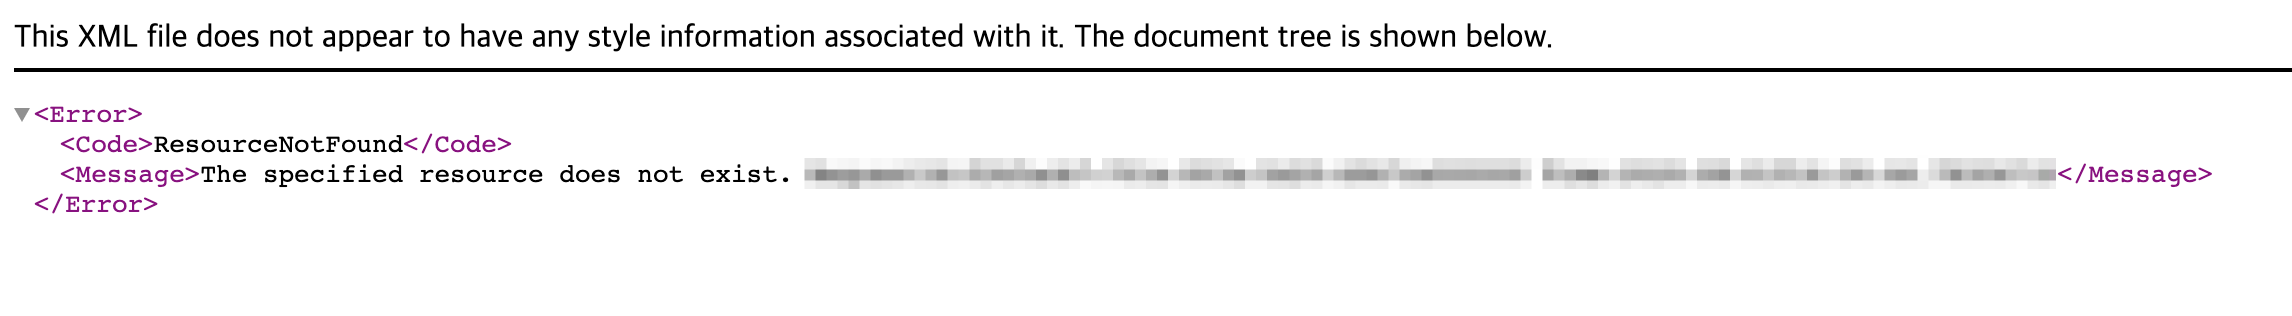 This XML file does not appear to have any style information associated with it. The document tree is shown below.
▼<Error>
<Code>ResourceNotFound</Code>
<Message>The specified resource does not exist. </Message>
</Error>